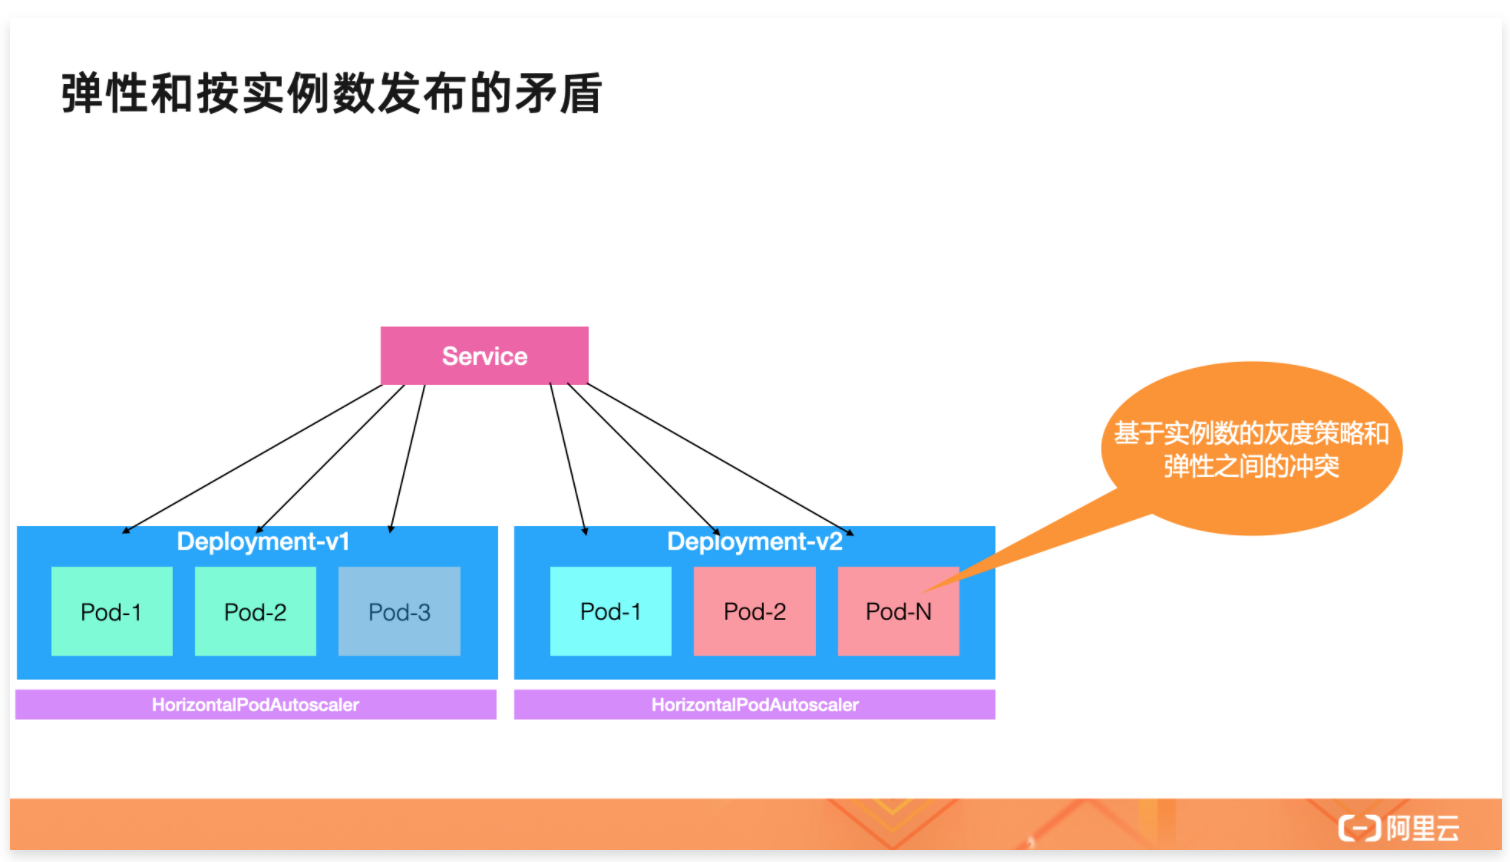 弹性和按实例数发布的矛盾
Service
基于实例数的灰度策略和
弹性之间的冲突
Deployment-v1
Pod-1
Pod-2
Pod-3
HorizontalPodAutoscaler
Deployment-v2
Pod-1
Pod-2
Pod-N
HorizontalPodAutoscaler
阿里云